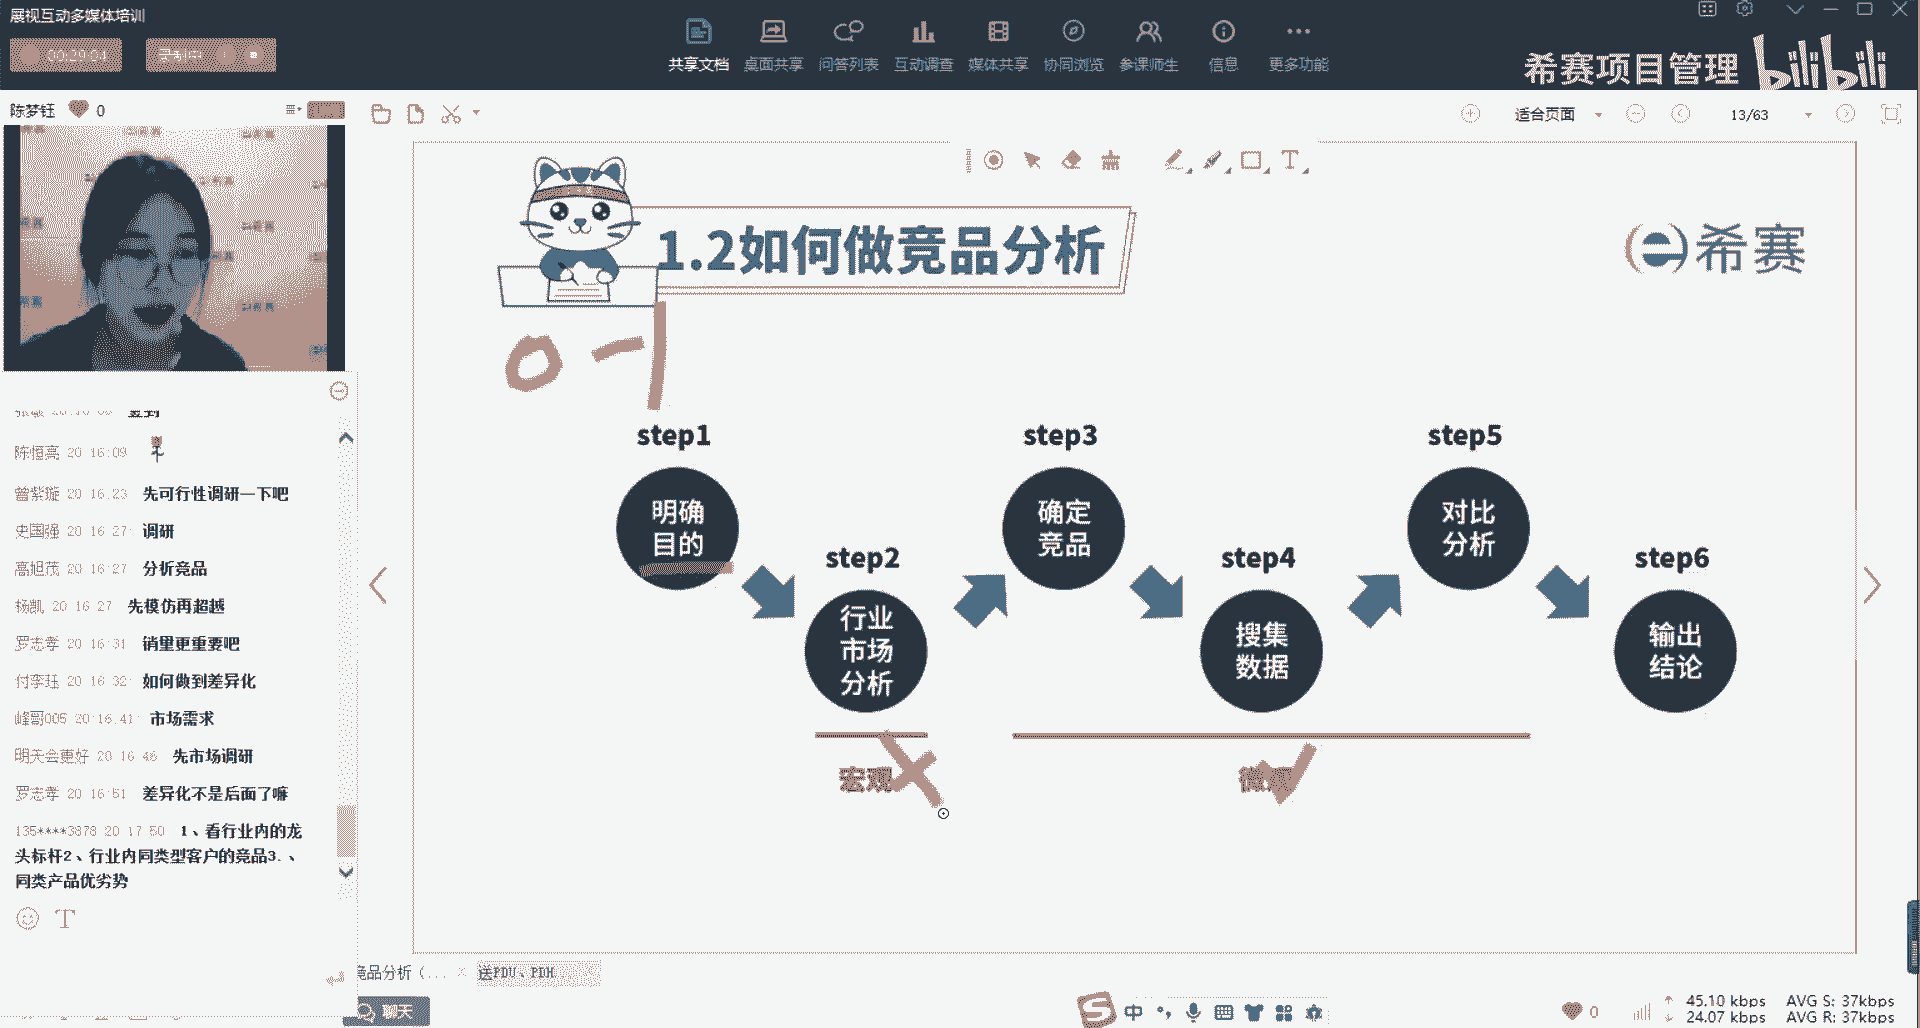 展视互动多媒体培训
00:29:04
共享文档
桌面共享
问答列表
互动调查
媒体共享
协同浏览
参课师生
信息
更多功能
希赛项目管理
bilibili
陈梦钰 0
适合页面
13/63
1.2如何做竞品分析
希赛
0-1
step1
明确
目的
step2
行业
市场
分析
step3
确定
竞品
step4
搜集
数据
step5
对比
分析
step6
输出
结论
宏观
微观
陈恒亮 20:16:09
曾紫璇 20:16:23 先可行性调研一下吧
史国强 20:16:27 调研
高旭茂 20:16:27 分析竞品
杨凯 20:16:27 先模仿再超越
罗志孝 20:16:31 销量更重要吧
付李珏 20:16:32 如何做到差异化
峰哥005 20:16:41 市场需求
明天会更好 20:16:46 先市场调研
罗志孝 20:16:51 差异化不是后面了嘛
135****3878 20:17:50 1、看行业内的龙
头标杆2、行业内同类型客户的竞品3.、
同类产品优劣势
竞品分析（...
送PDU、PDH
聊天
中
0
45.10 kbps AVG S: 37kbps
24.07 kbps AVG R: 37kbps